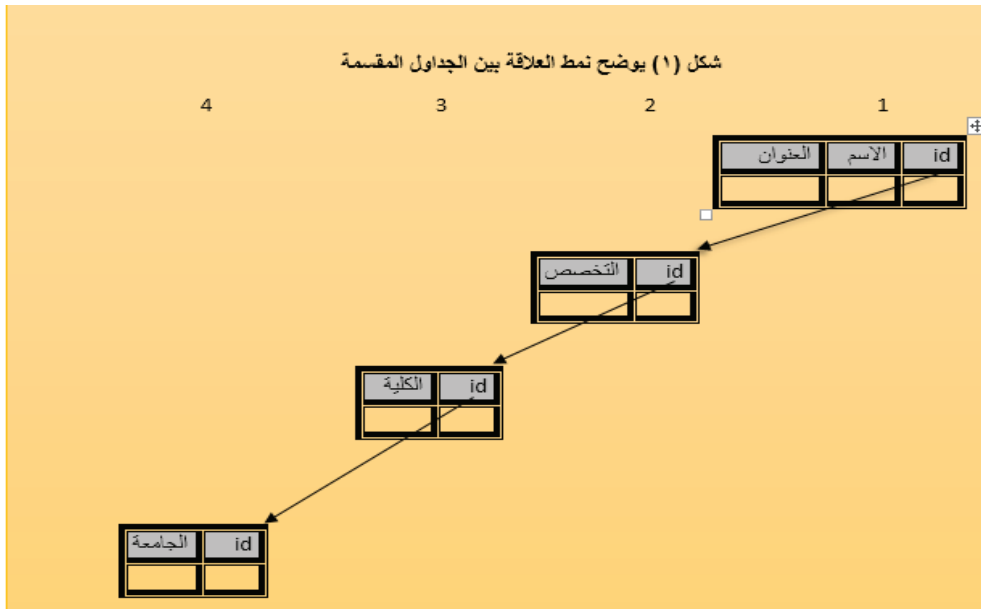 شكل (١) يوضح نمط العلاقة بين الجداول المقسمة
1 2 3 4
id الاسم العنوان
id التخصص
id الكلية
id الجامعة